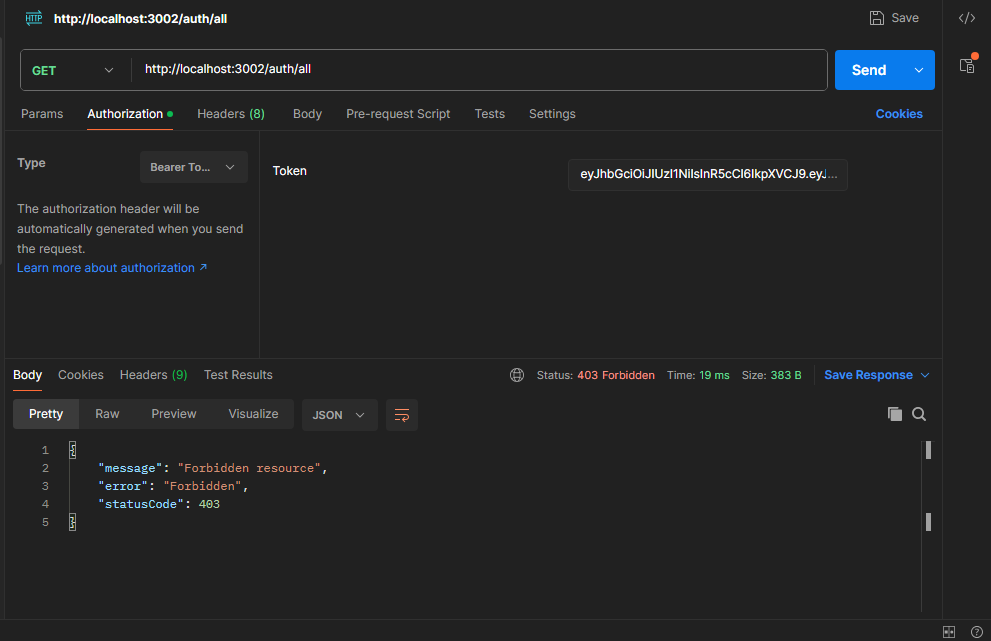 HTTP http://localhost:3002/auth/all Save </>
GET http://localhost:3002/auth/all Send
Params Authorization Headers (8) Body Pre-request Script Tests Settings Cookies
Type Bearer To... Token eyJhbGciOiJIUzI1NiIsInR5cCI6IkpXVCJ9.eyJ...
The authorization header will be
automatically generated when you send
the request.
Learn more about authorization ↗
Body Cookies Headers (9) Test Results Status: 403 Forbidden Time: 19 ms Size: 383 B Save Response
Pretty Raw Preview Visualize JSON
1 {
2 "message": "Forbidden resource",
3 "error": "Forbidden",
4 "statusCode": 403
5 }